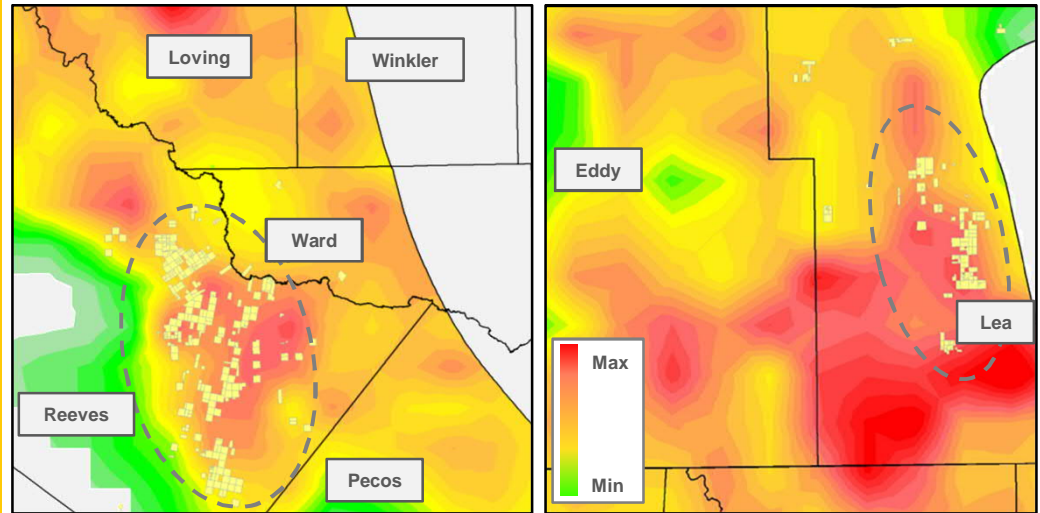 Loving
Winkler
Ward
Reeves
Pecos
Eddy
Lea
Max
Min